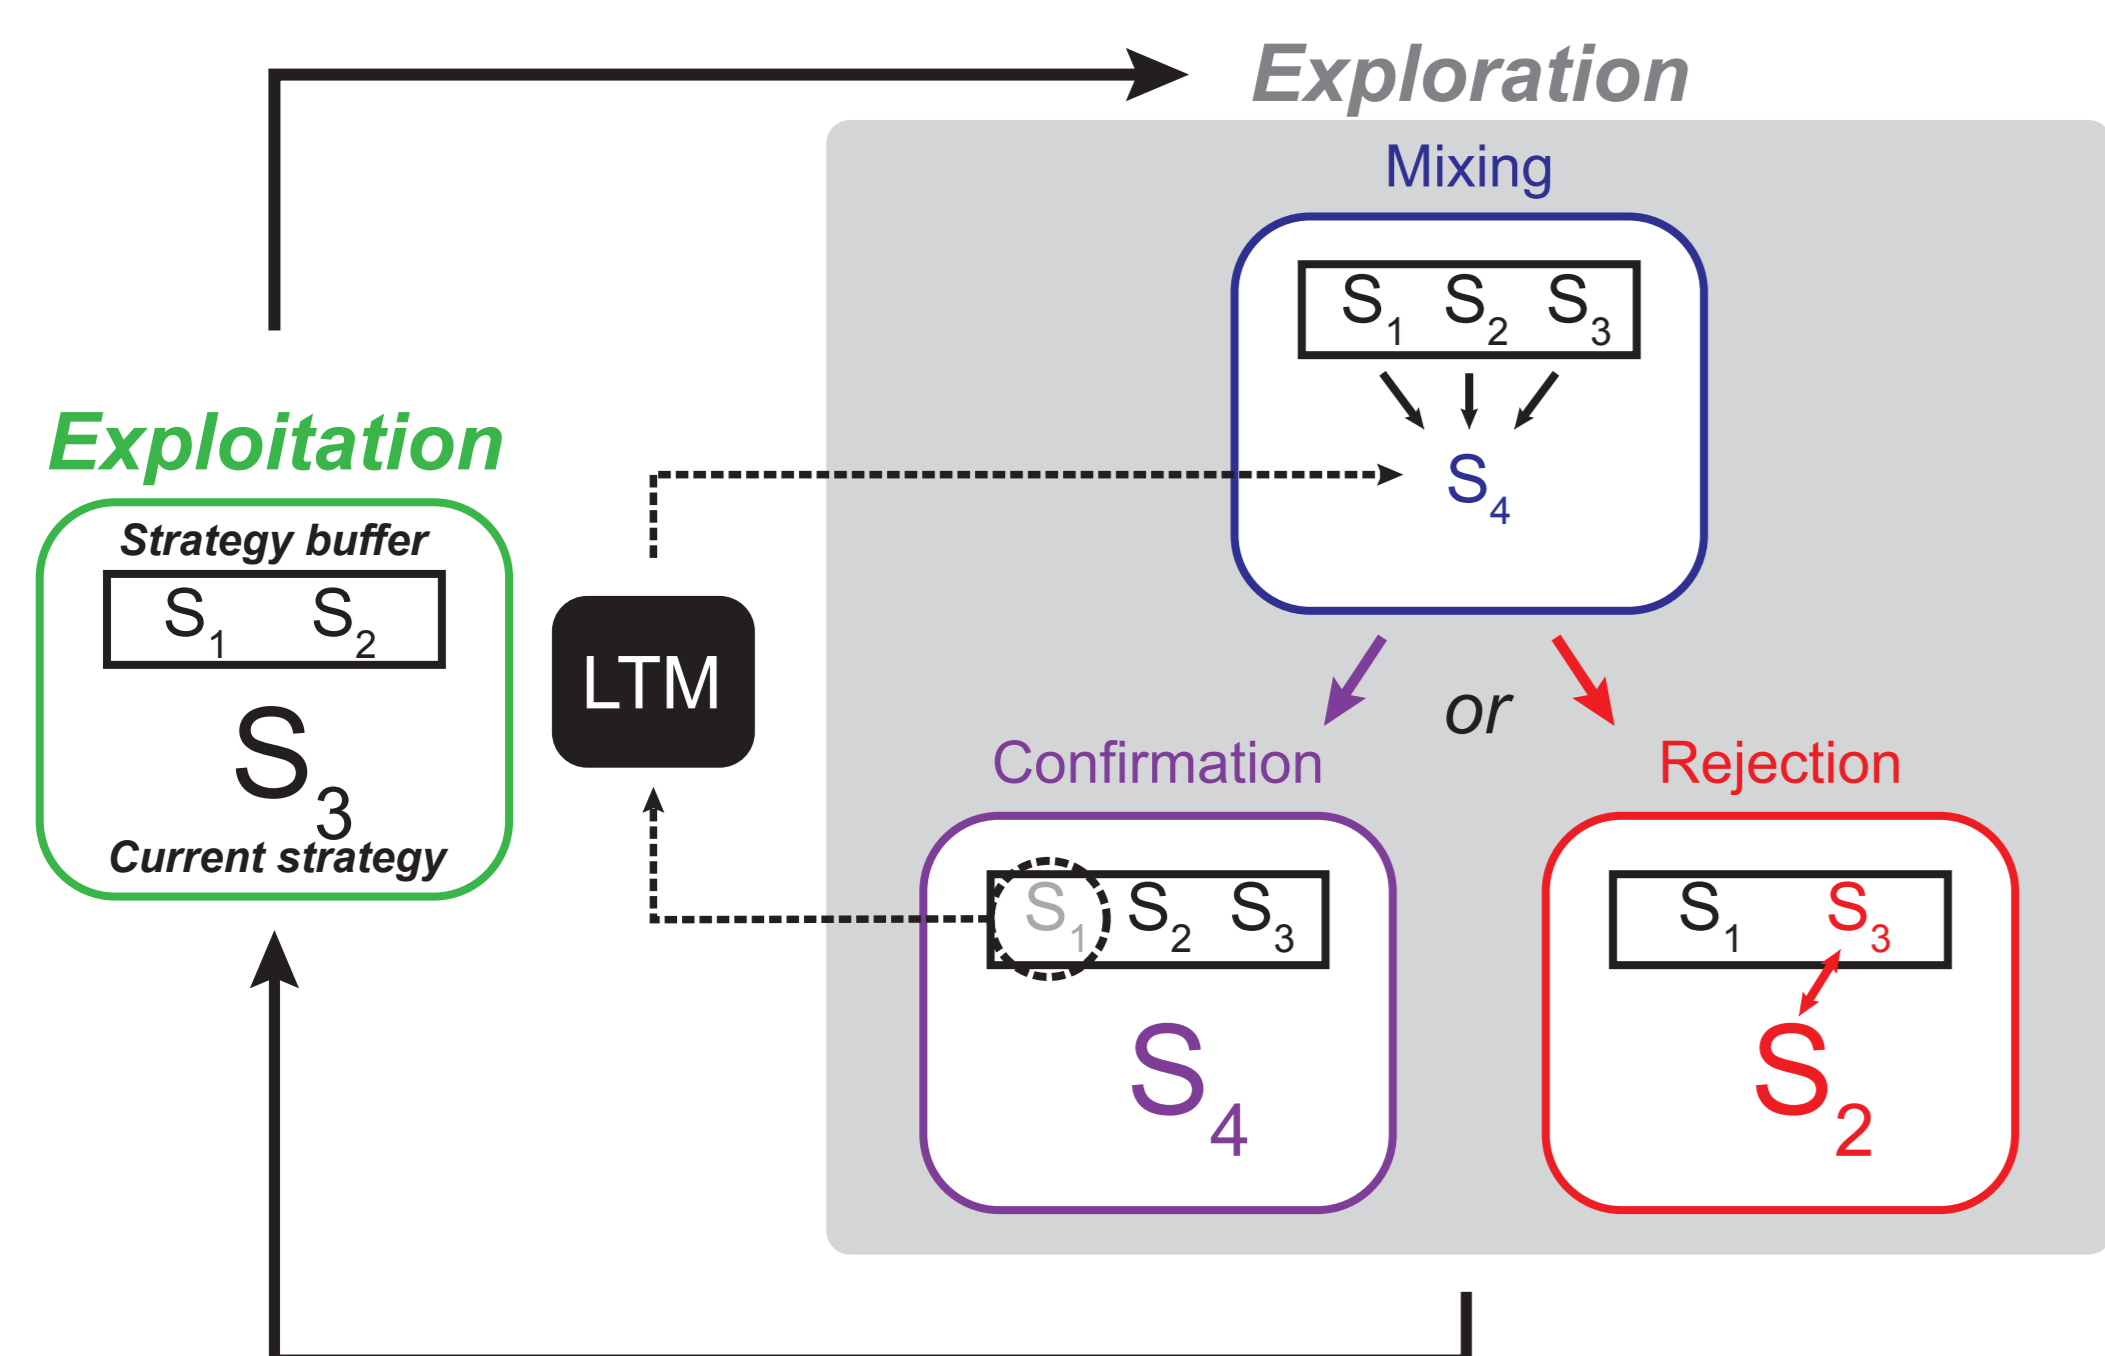 Exploration
Mixing
S1 S2 S3
S4
Exploitation
Strategy buffer
S1 S2
S3
Current strategy
LTM
or
Confirmation
S1 S2 S3
S4
Rejection
S1 S3
S2